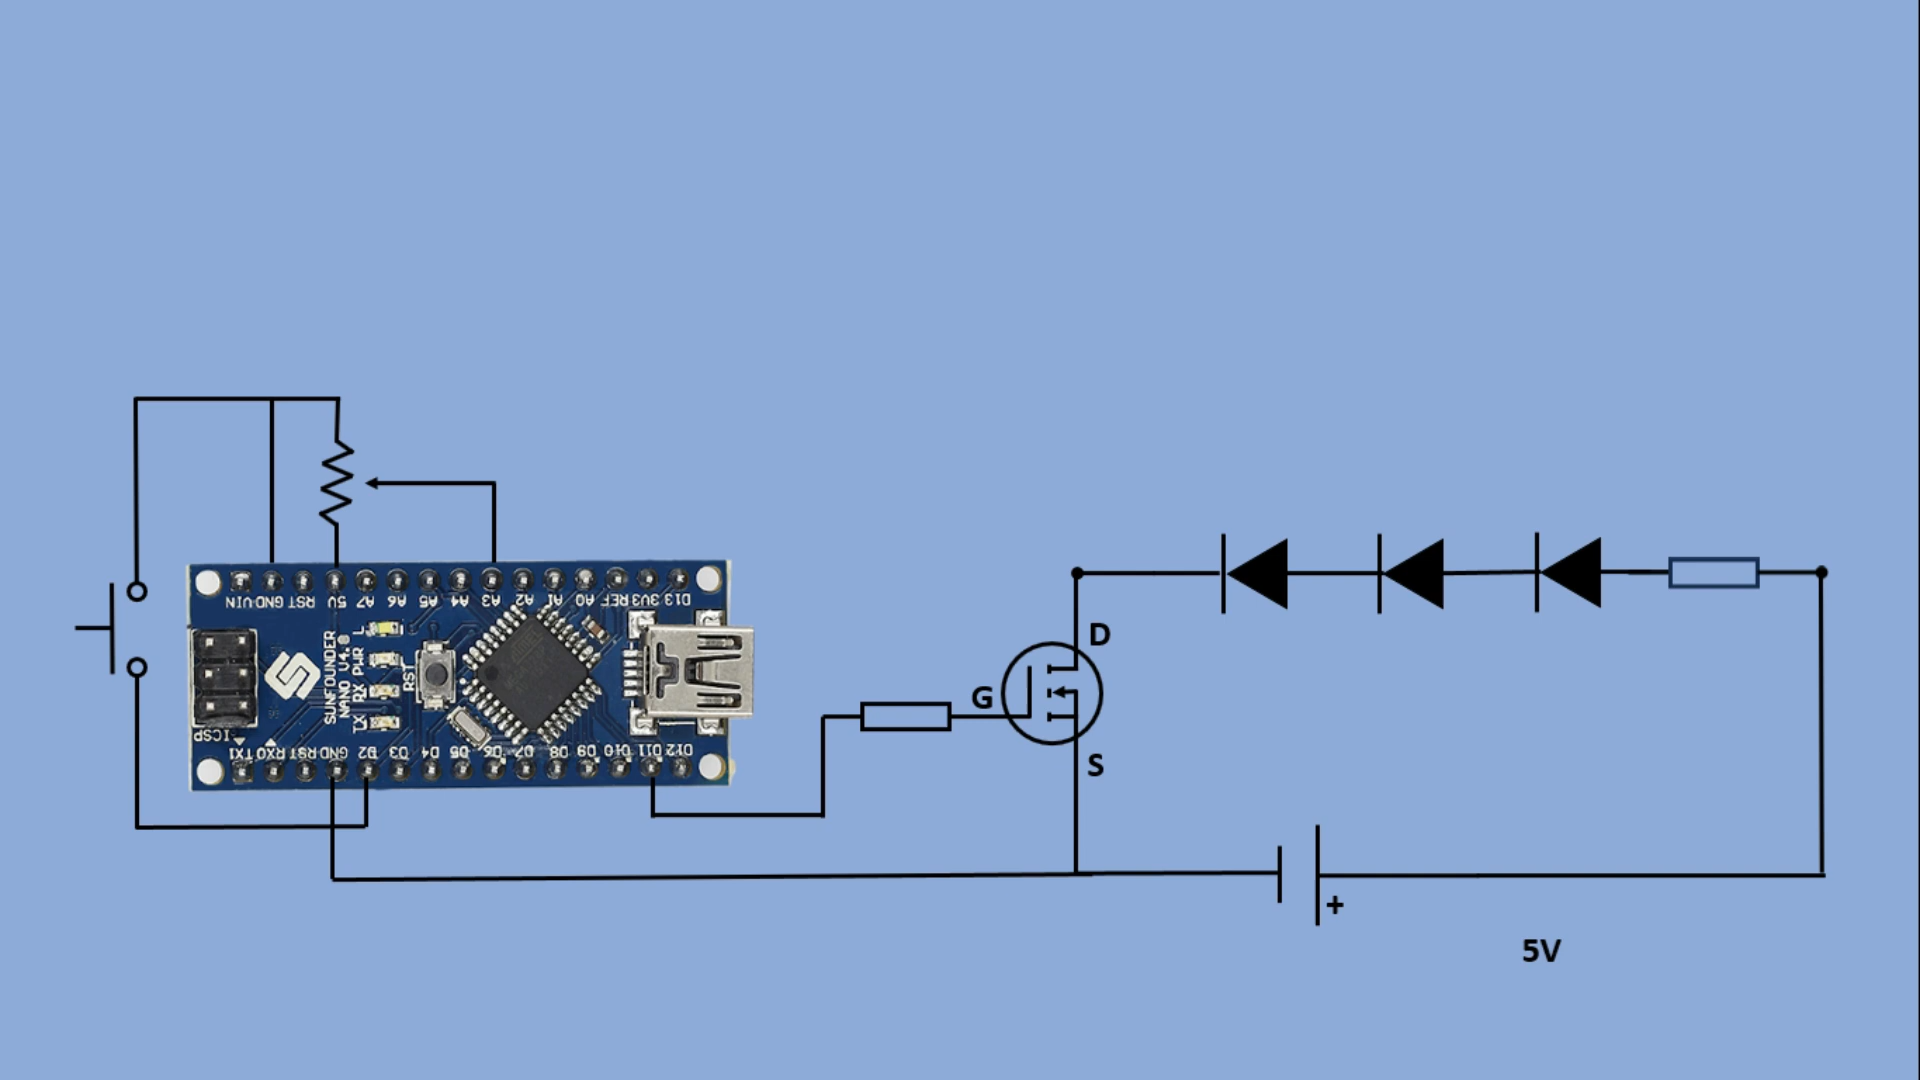 VIN GND RST 5V A7 A6 A5 A4 A3 A2 A1 A0 REF 3V3 D13
L
PWR
RX
TX
RST
SUNFOUNDER
NANO V4.0
ICSP
TX1 RX0 RST GND D2 D3 D4 D5 D6 D7 D8 D9 D10 D11 D12
D
G
S
+
5V